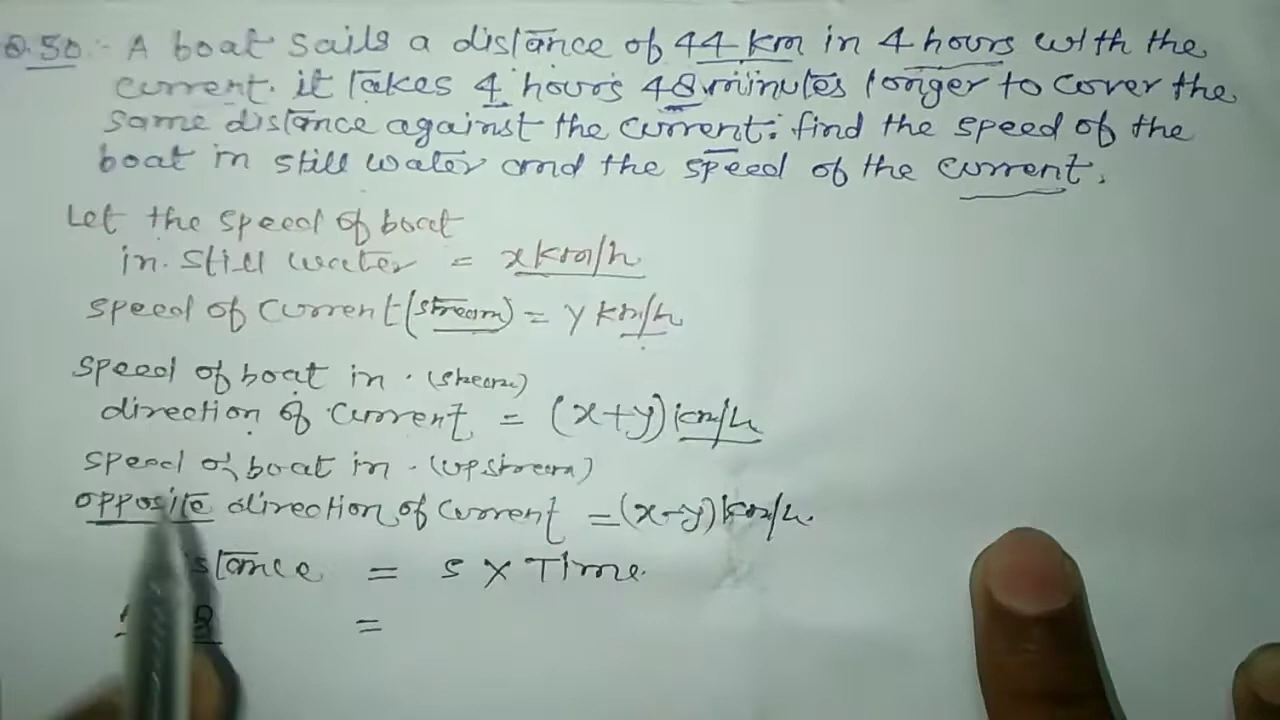 Q.50:- A boat sails a distance of 44 km in 4 hours with the
current. it takes 4 hours 48 minutes longer to cover the
same distance against the current. find the speed of the
boat in still water and the speed of the current.
Let the speed of boat
in still water = x km/h
speed of current (stream) = y km/h
speed of boat in (stream)
direction of current = (x+y) km/h
speed of boat in (upstream)
opposite direction of current = (x-y) km/h.
stance = s × Time.
=